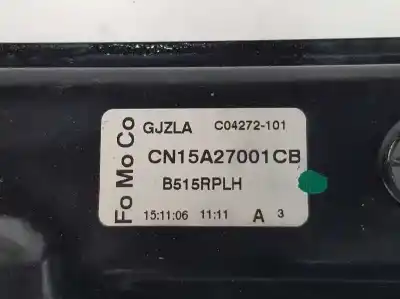 Fo Mo Co
GJZLA C04272-101
CN15A27001CB
B515RPLH
15:11:06 11:11 A 3